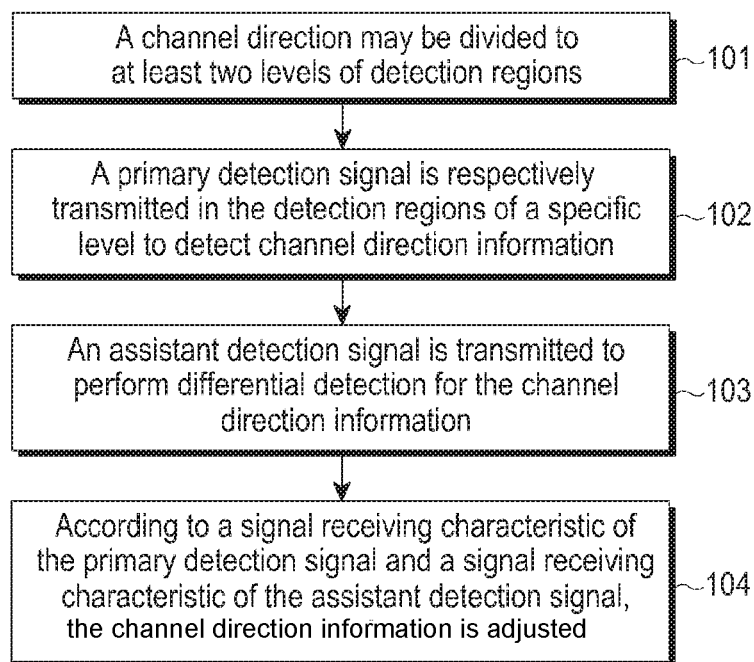 A channel direction may be divided to
at least two levels of detection regions
101
A primary detection signal is respectively
transmitted in the detection regions of a specific
level to detect channel direction information
102
An assistant detection signal is transmitted to
perform differential detection for the channel
direction information
103
According to a signal receiving characteristic of
the primary detection signal and a signal receiving
characteristic of the assistant detection signal,
the channel direction information is adjusted
104